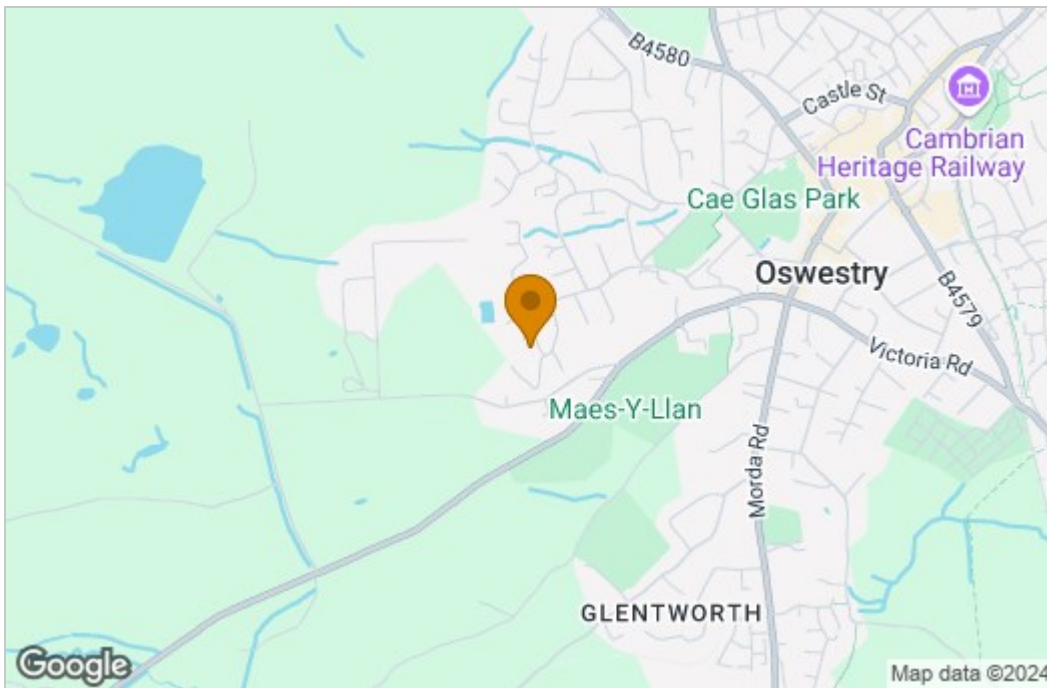 B4580
Castle St
Cambrian
Heritage Railway
Cae Glas Park
Oswestry
B4579
Victoria Rd
Maes-Y-Llan
Morda Rd
GLENTWORTH
Google
Map data ©2024